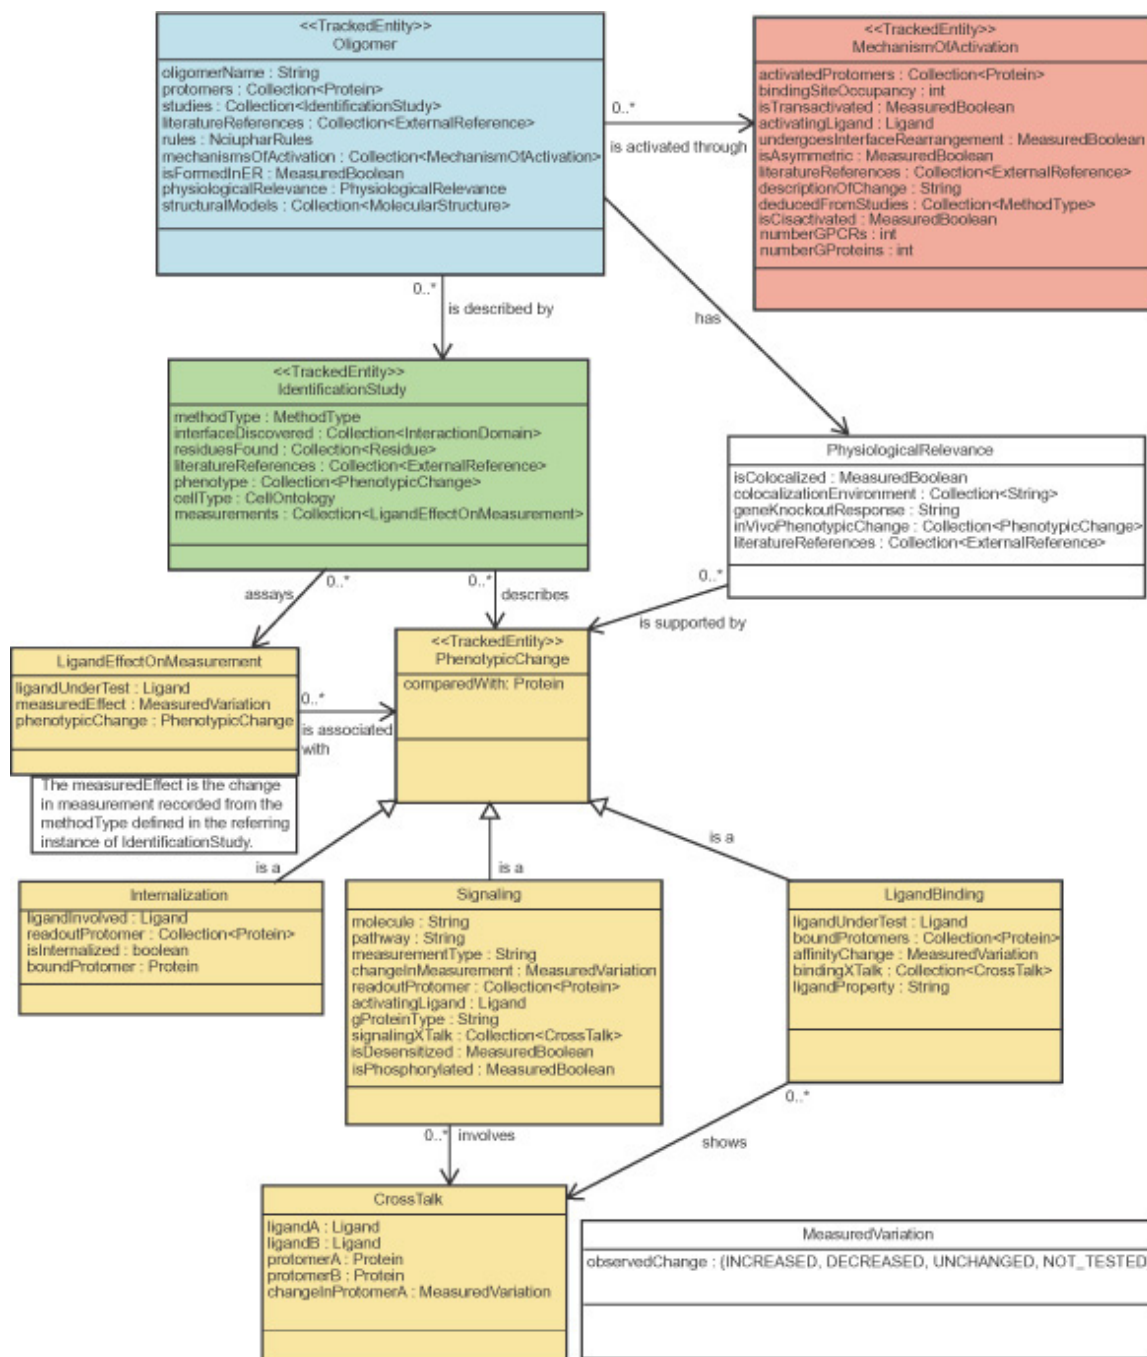 <<TrackedEntity>>
Oligomer
oligomerName : String
protomers : Collection<Protein>
studies : Collection<IdentificationStudy>
literatureReferences : Collection<ExternalReference>
rules : NciupharRules
mechanismsOfActivation : Collection<MechanismOfActivation>
isFormedInER : MeasuredBoolean
physiologicalRelevance : PhysiologicalRelevance
structuralModels : Collection<MolecularStructure>
<<TrackedEntity>>
MechanismOfActivation
activatedProtomers : Collection<Protein>
bindingSiteOccupancy : int
isTransactivated : MeasuredBoolean
activatingLigand : Ligand
undergoesInterfaceRearrangement : MeasuredBoolean
isAsymmetric : MeasuredBoolean
literatureReferences : Collection<ExternalReference>
descriptionOfChange : String
deducedFromStudies : Collection<MethodType>
isCisactivated : MeasuredBoolean
numberGPCRs : int
numberGProteins : int
0..*
is activated through
0..*
is described by
has
<<TrackedEntity>>
IdentificationStudy
methodType : MethodType
interfaceDiscovered : Collection<InteractionDomain>
residuesFound : Collection<Residue>
literatureReferences : Collection<ExternalReference>
phenotype : Collection<PhenotypicChange>
cellType : CellOntology
measurements : Collection<LigandEffectOnMeasurement>
PhysiologicalRelevance
isColocalized : MeasuredBoolean
colocalizationEnvironment : Collection<String>
geneKnockoutResponse : String
inVivoPhenotypicChange : Collection<PhenotypicChange>
literatureReferences : Collection<ExternalReference>
0..*
assays
0..*
describes
0..*
is supported by
LigandEffectOnMeasurement
ligandUnderTest : Ligand
measuredEffect : MeasuredVariation
phenotypicChange : PhenotypicChange
0..*
is associated
with
<<TrackedEntity>>
PhenotypicChange
comparedWith: Protein
The measuredEffect is the change
in measurement recorded from the
methodType defined in the referring
instance of IdentificationStudy.
is a
is a
is a
Internalization
ligandInvolved : Ligand
readoutProtomer : Collection<Protein>
isInternalized : boolean
boundProtomer : Protein
Signaling
molecule : String
pathway : String
measurementType : String
changeInMeasurement : MeasuredVariation
readoutProtomer : Collection<Protein>
activatingLigand : Ligand
gProteinType : String
signalingXTalk : Collection<CrossTalk>
isDesensitized : MeasuredBoolean
isPhosphorylated : MeasuredBoolean
LigandBinding
ligandUnderTest : Ligand
boundProtomers : Collection<Protein>
affinityChange : MeasuredVariation
bindingXTalk : Collection<CrossTalk>
ligandProperty : String
0..*
involves
0..*
shows
CrossTalk
ligandA : Ligand
ligandB : Ligand
protomerA : Protein
protomerB : Protein
changeInProtomerA : MeasuredVariation
MeasuredVariation
observedChange : (INCREASED, DECREASED, UNCHANGED, NOT_TESTED